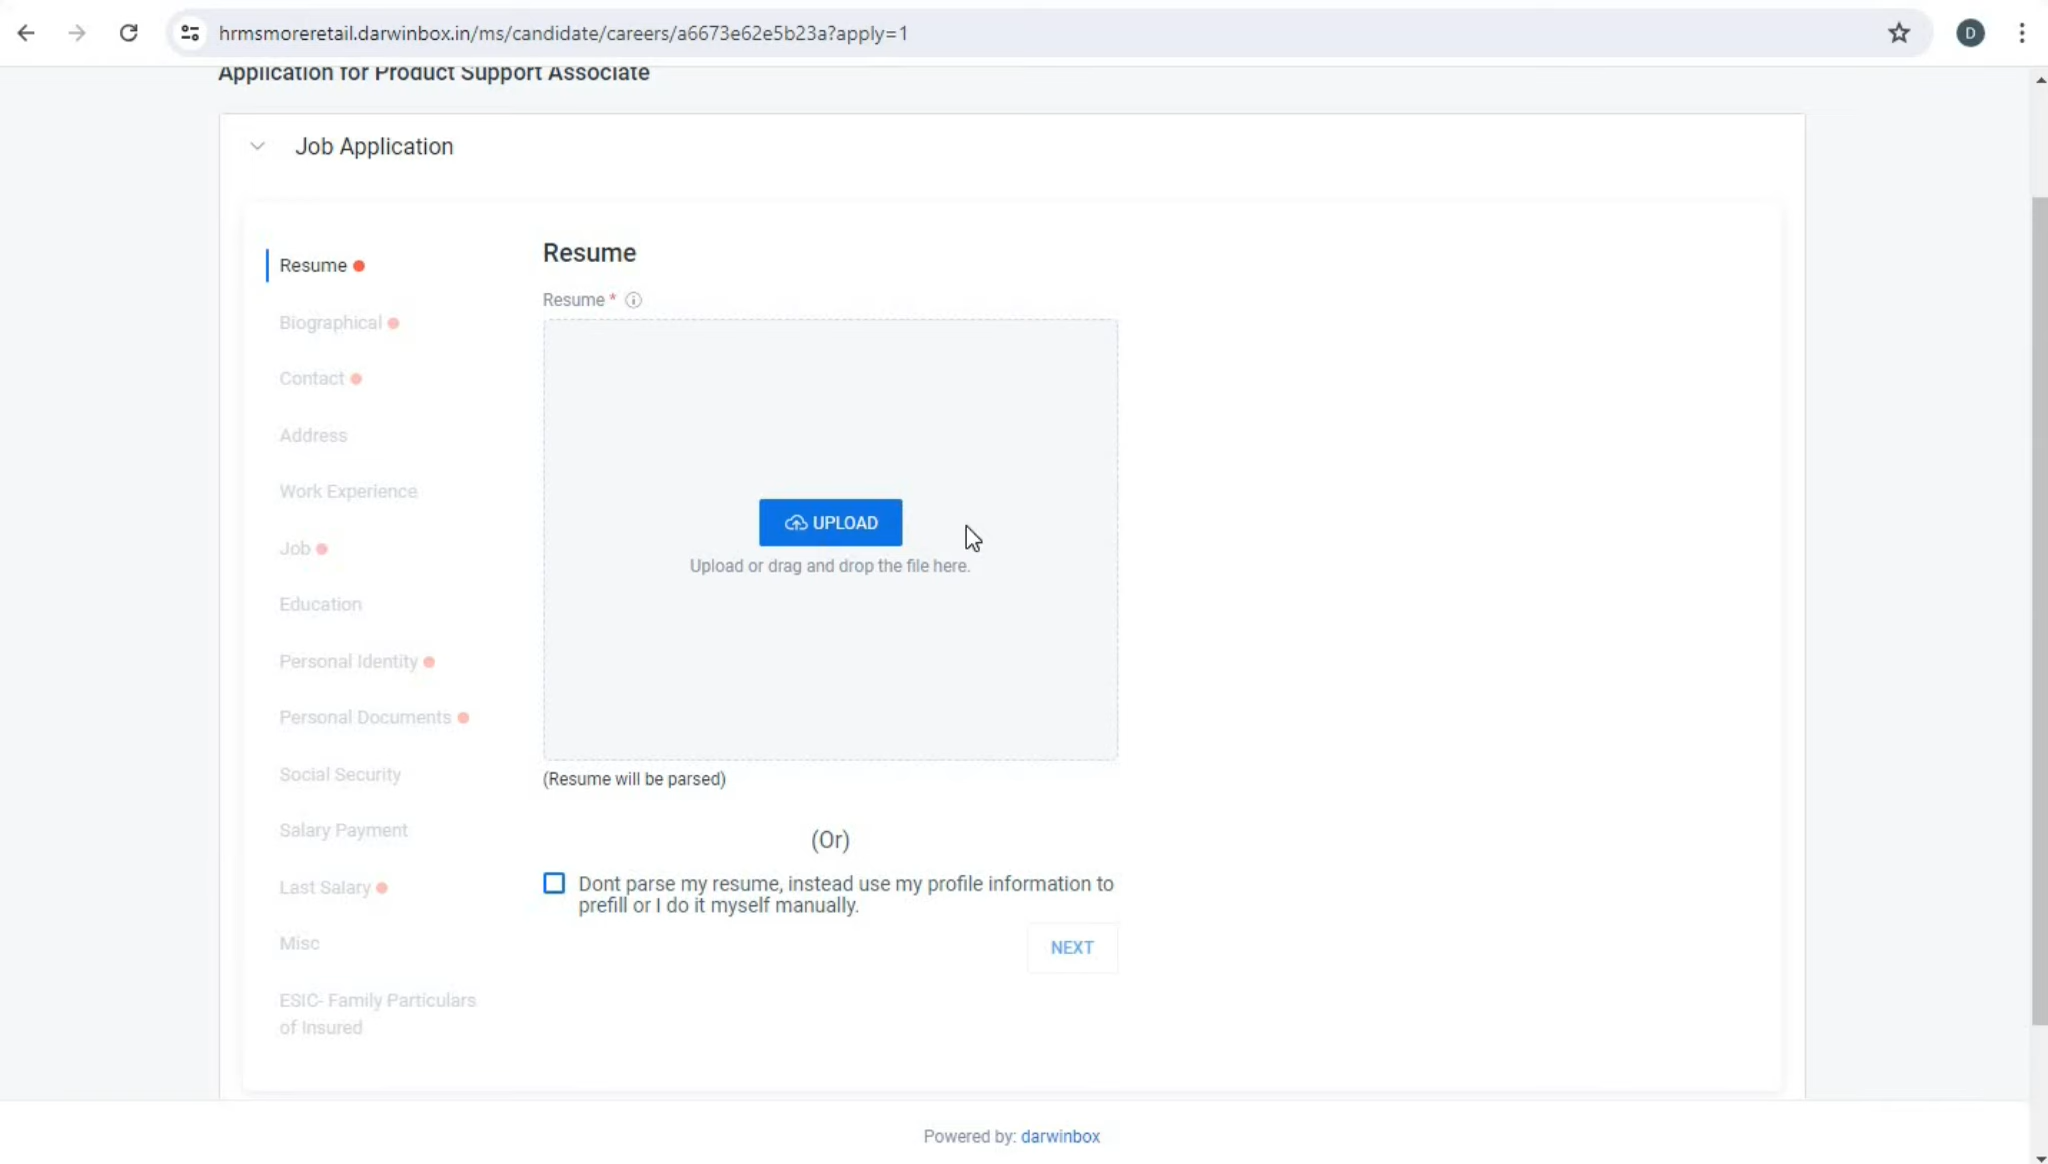 hrmsmoreretail.darwinbox.in/ms/candidate/careers/a6673e62e5b23a?apply=1
D
Application for Product Support Associate
Job Application
Resume
Biographical
Contact
Address
Work Experience
Job
Education
Personal Identity
Personal Documents
Social Security
Salary Payment
Last Salary
Misc
ESIC- Family Particulars
of Insured
Resume
Resume *
UPLOAD
Upload or drag and drop the file here.
(Resume will be parsed)
(Or)
Dont parse my resume, instead use my profile information to
prefill or I do it myself manually.
NEXT
Powered by: darwinbox